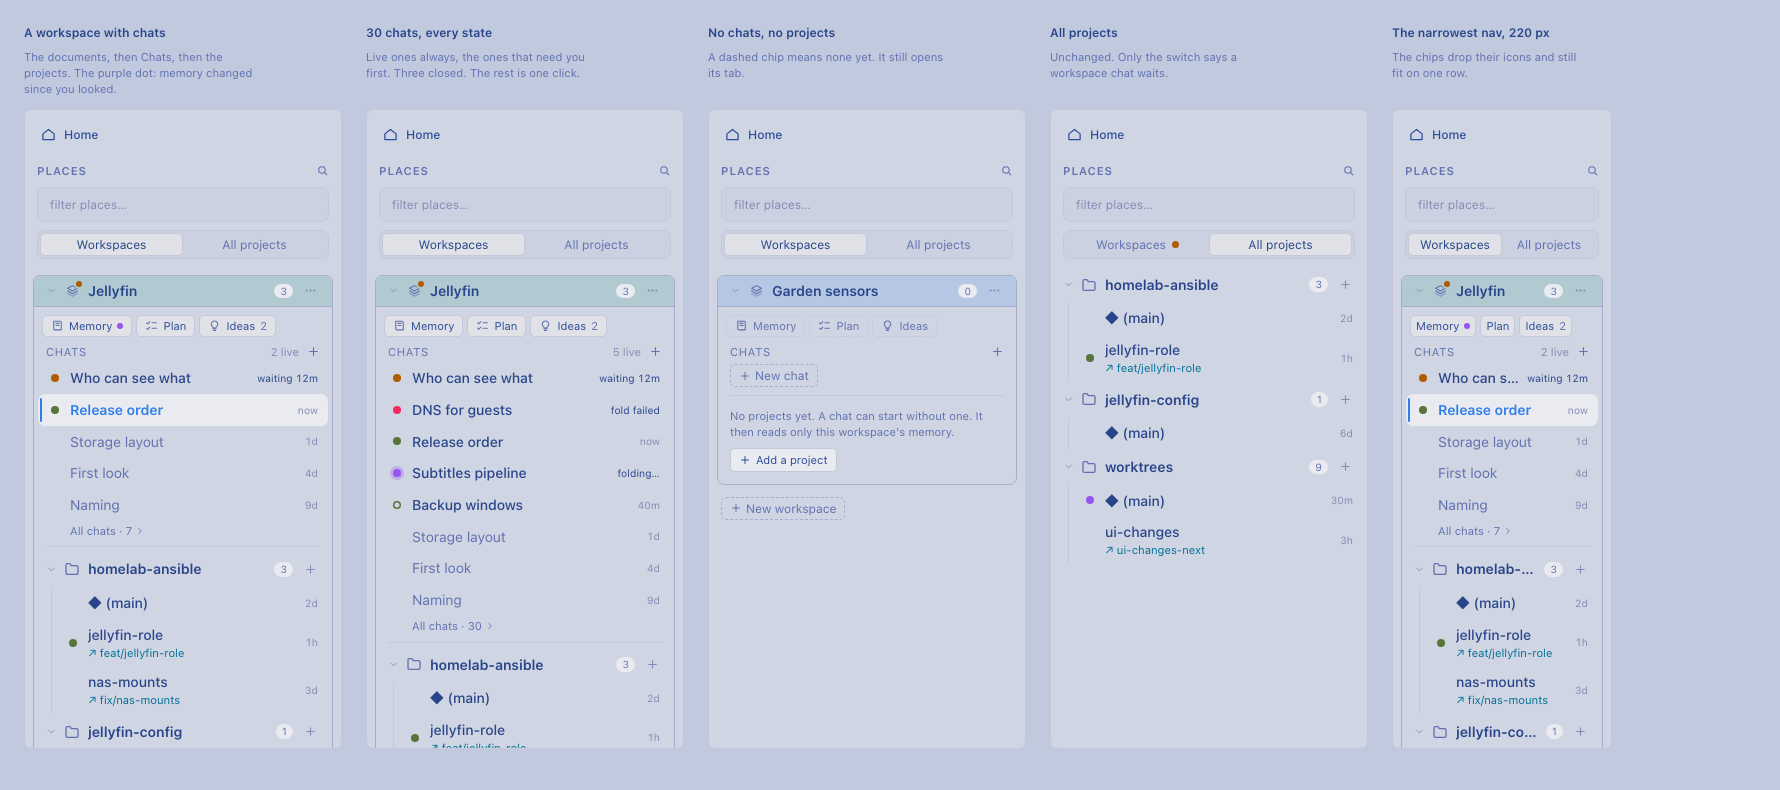 A workspace with chats
The documents, then Chats, then the
projects. The purple dot: memory changed
since you looked.
Home
PLACES
filter places...
Workspaces
All projects
Jellyfin
3
Memory
Plan
Ideas 2
CHATS
2 live
Who can see what
waiting 12m
Release order
now
Storage layout
1d
First look
4d
Naming
9d
All chats · 7
homelab-ansible
3
(main)
2d
jellyfin-role
1h
feat/jellyfin-role
nas-mounts
3d
fix/nas-mounts
jellyfin-config
1
30 chats, every state
Live ones always, the ones that need you
first. Three closed. The rest is one click.
Home
PLACES
filter places...
Workspaces
All projects
Jellyfin
3
Memory
Plan
Ideas 2
CHATS
5 live
Who can see what
waiting 12m
DNS for guests
fold failed
Release order
now
Subtitles pipeline
folding...
Backup windows
40m
Storage layout
1d
First look
4d
Naming
9d
All chats · 30
homelab-ansible
3
(main)
2d
jellyfin-role
1h
feat/jellyfin-role
No chats, no projects
A dashed chip means none yet. It still opens
its tab.
Home
PLACES
filter places...
Workspaces
All projects
Garden sensors
0
Memory
Plan
Ideas
CHATS
+ New chat
No projects yet. A chat can start without one. It
then reads only this workspace's memory.
+ Add a project
+ New workspace
All projects
Unchanged. Only the switch says a
workspace chat waits.
Home
PLACES
filter places...
Workspaces
All projects
homelab-ansible
3
(main)
2d
jellyfin-role
1h
feat/jellyfin-role
jellyfin-config
1
(main)
6d
worktrees
9
(main)
30m
ui-changes
3h
ui-changes-next
The narrowest nav, 220 px
The chips drop their icons and still
fit on one row.
Home
PLACES
filter places...
Workspaces
All projects
Jellyfin
3
Memory
Plan
Ideas 2
CHATS
2 live
Who can s...
waiting 12m
Release order
now
Storage layout
1d
First look
4d
Naming
9d
All chats · 7
homelab-...
3
(main)
2d
jellyfin-role
1h
feat/jellyfin-role
nas-mounts
3d
fix/nas-mounts
jellyfin-co...
1